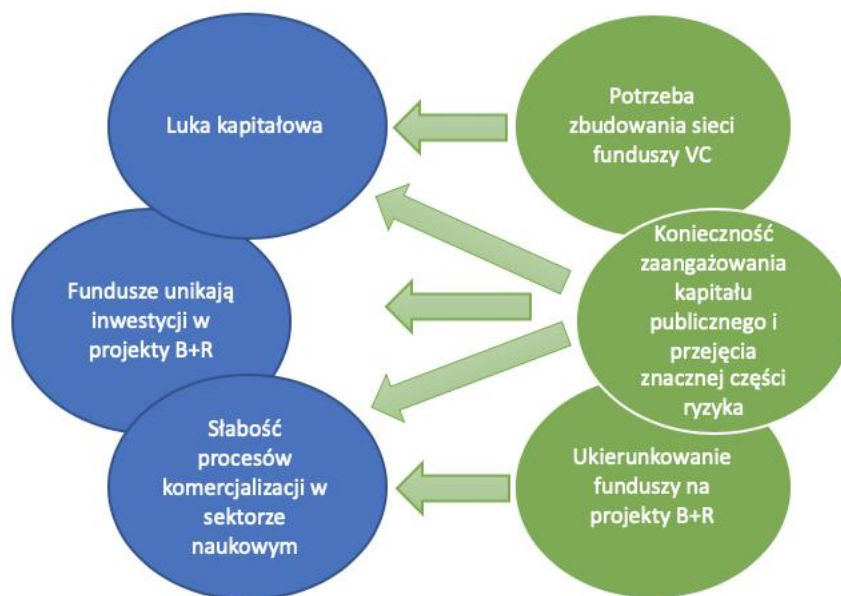 Luka kapitałowa
Fundusze unikają
inwestycji w
projekty B+R
Słabość
procesów
komercjalizacji w
sektorze
naukowym
Potrzeba
zbudowania sieci
funduszy VC
Konieczność
zaangażowania
kapitału
publicznego i
przejęcia
znacznej części
ryzyka
Ukierunkowanie
funduszy na
projekty B+R